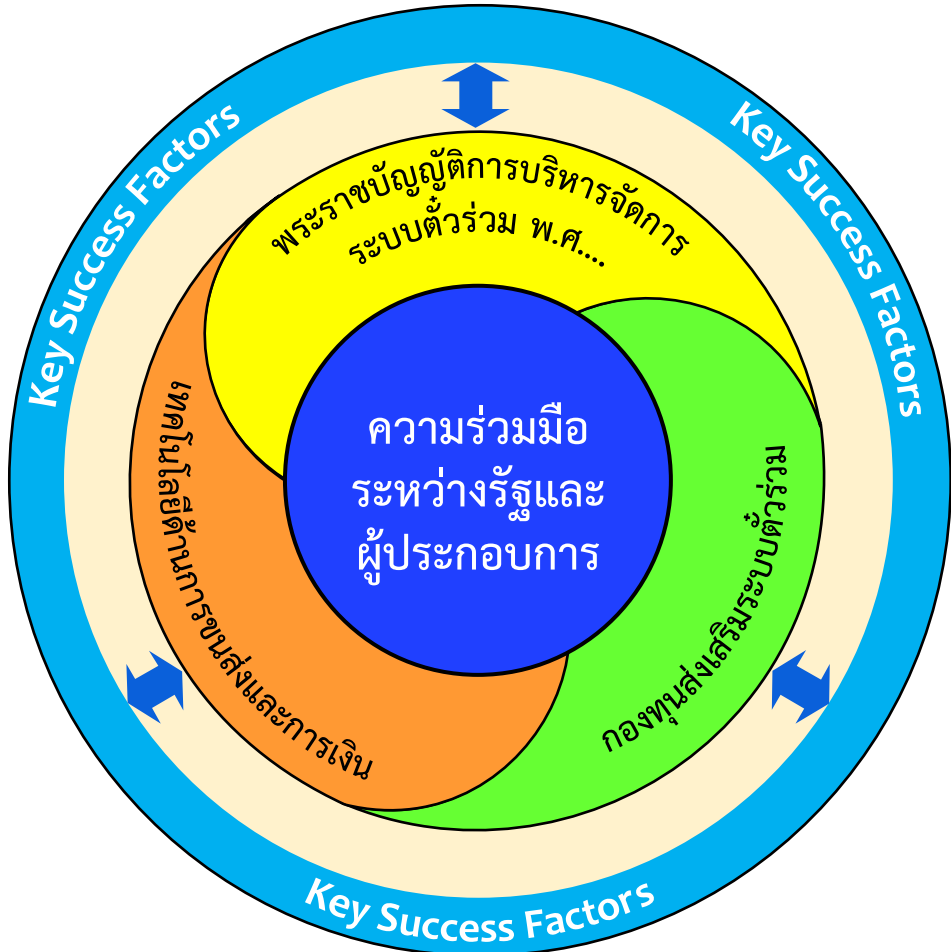 Key Success Factors
Key Success Factors
พระราชบัญญัติการบริหารจัดการ
ระบบตั๋วร่วม พ.ศ....
ความร่วมมือ
ระหว่างรัฐและ
ผู้ประกอบการ
เทคโนโลยีด้านการขนส่งและการเงิน
กองทุนส่งเสริมระบบตั๋วร่วม
Key Success Factors